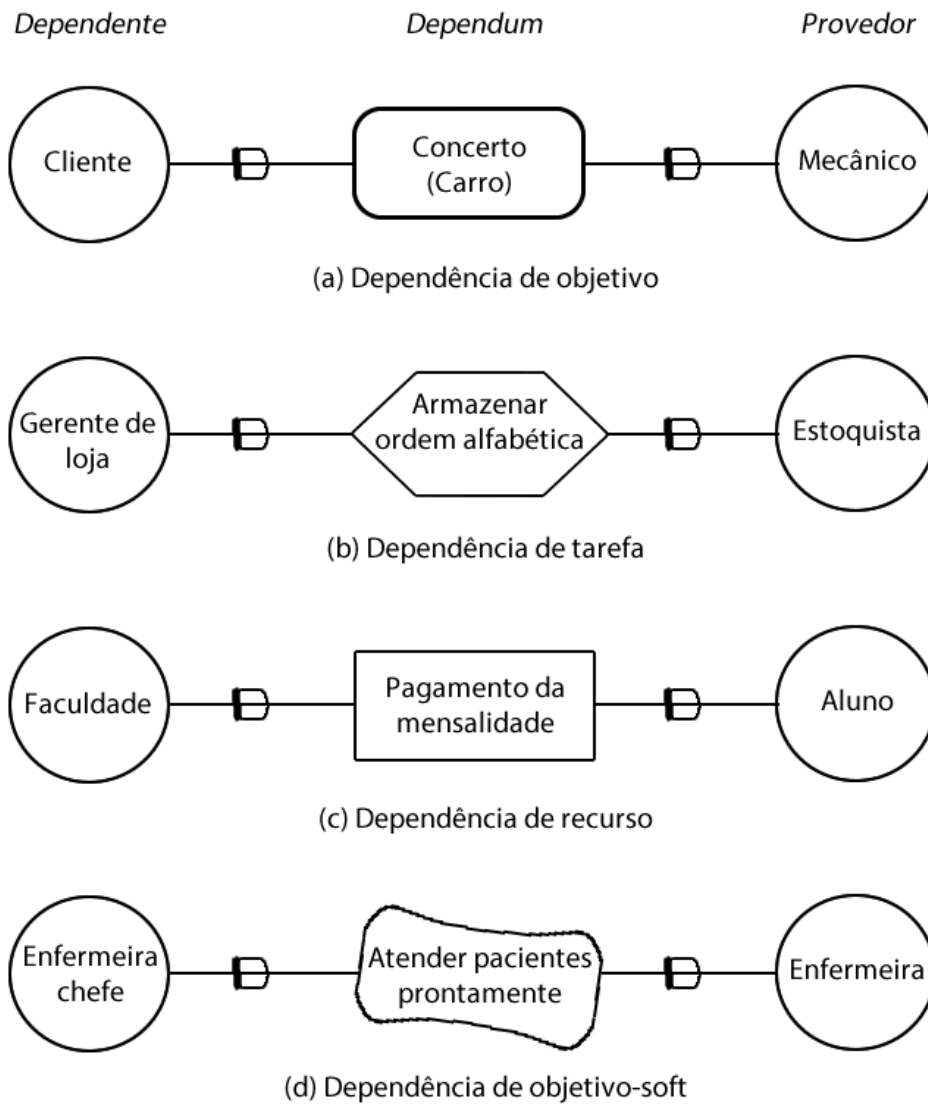 Dependente Dependum Provedor
Cliente
Concerto
(Carro)
Mecânico
(a) Dependência de objetivo
Gerente de
loja
Armazenar
ordem alfabética
Estoquista
(b) Dependência de tarefa
Faculdade
Pagamento da
mensalidade
Aluno
(c) Dependência de recurso
Enfermeira
chefe
Atender pacientes
prontamente
Enfermeira
(d) Dependência de objetivo-soft